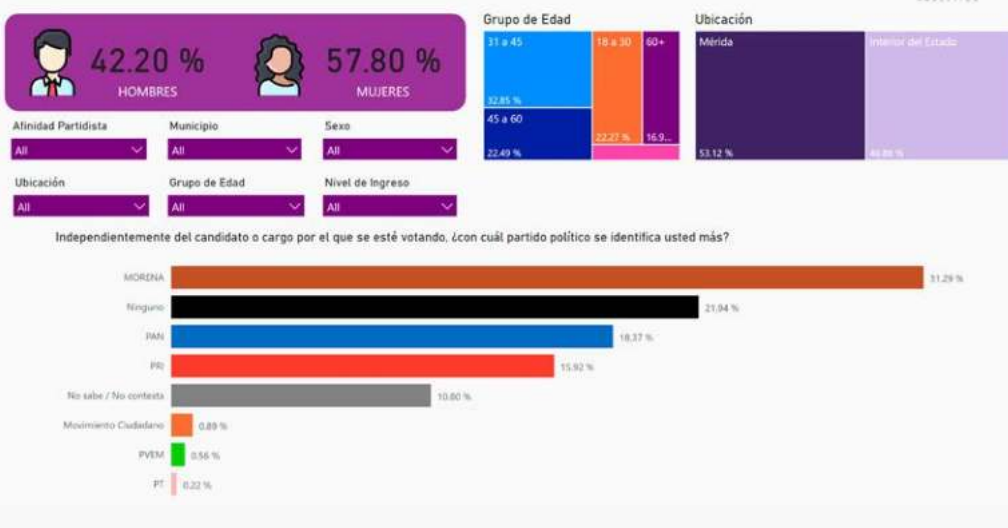 42.20 %
HOMBRES
57.80 %
MUJERES
Grupo de Edad
31 a 45
32.85 %
45 a 60
22.49 %
18 a 30
22.27 %
60+
16.9...
Ubicación
Mérida
53.12 %
Interior del Estado
46.88 %
Afinidad Partidista
All
Municipio
All
Sexo
All
Ubicación
All
Grupo de Edad
All
Nivel de Ingreso
All
Independientemente del candidato o cargo por el que se esté votando, ¿con cuál partido político se identifica usted más?
MORENA
31.29 %
Ninguno
21.94 %
PAN
18.37 %
PRI
15.92 %
No sabe / No contesta
10.80 %
Movimiento Ciudadano
0.89 %
PVEM
0.56 %
PT
0.22 %